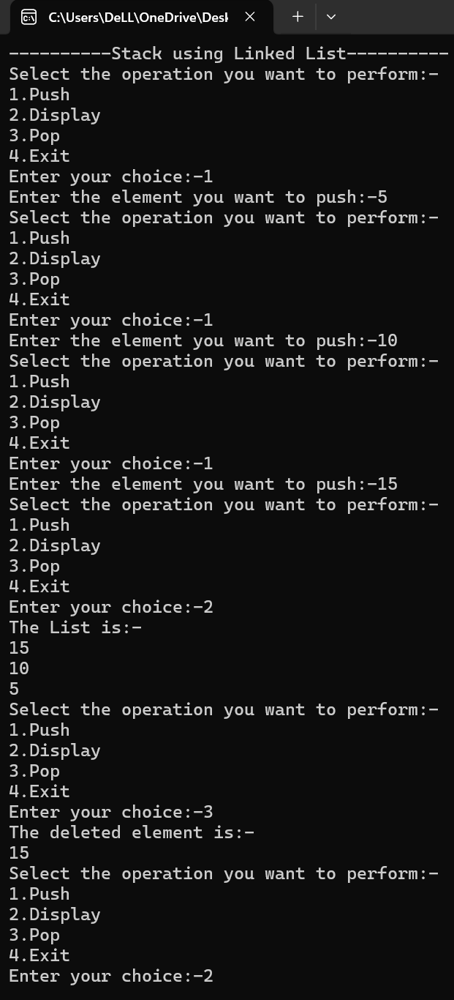 C:\Users\DeLL\OneDrive\Desk
----------Stack using Linked List----------
Select the operation you want to perform:-
1.Push
2.Display
3.Pop
4.Exit
Enter your choice:-1
Enter the element you want to push:-5
Select the operation you want to perform:-
1.Push
2.Display
3.Pop
4.Exit
Enter your choice:-1
Enter the element you want to push:-10
Select the operation you want to perform:-
1.Push
2.Display
3.Pop
4.Exit
Enter your choice:-1
Enter the element you want to push:-15
Select the operation you want to perform:-
1.Push
2.Display
3.Pop
4.Exit
Enter your choice:-2
The List is:-
15
10
5
Select the operation you want to perform:-
1.Push
2.Display
3.Pop
4.Exit
Enter your choice:-3
The deleted element is:-
15
Select the operation you want to perform:-
1.Push
2.Display
3.Pop
4.Exit
Enter your choice:-2